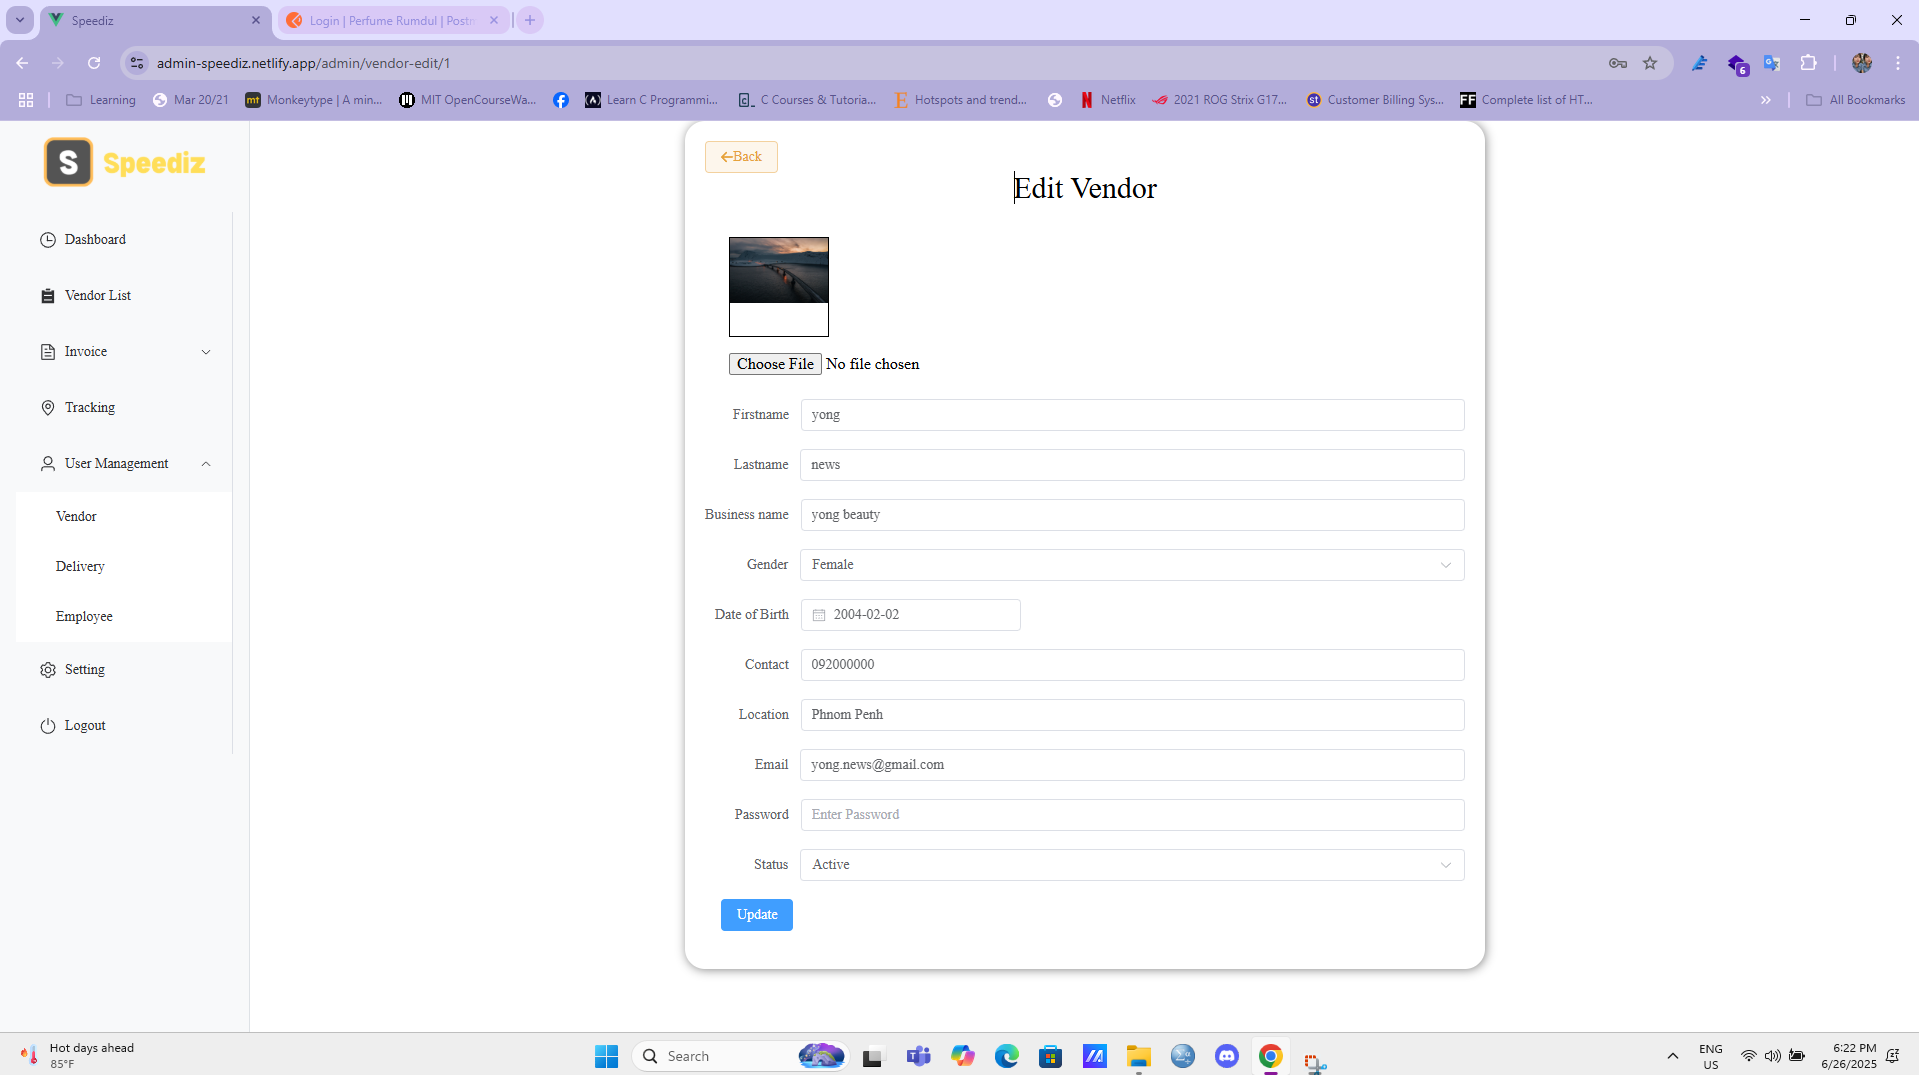 Speediz
Login | Perfume Rumdul | Postm
admin-speediz.netlify.app/admin/vendor-edit/1
6
Learning
Mar 20/21
mt
Monkeytype | A min...
MIT OpenCourseWa...
Learn C Programmi...
C Courses & Tutoria...
E
Hotspots and trend...
Netflix
2021 ROG Strix G17...
st
Customer Billing Sys...
FF
Complete list of HT...
All Bookmarks
S
Speediz
Dashboard
Vendor List
Invoice
Tracking
User Management
Vendor
Delivery
Employee
Setting
Logout
Back
Edit Vendor
Choose File No file chosen
Firstname yong
Lastname news
Business name yong beauty
Gender Female
Date of Birth 2004-02-02
Contact 092000000
Location Phnom Penh
Email yong.news@gmail.com
Password Enter Password
Status Active
Update
Hot days ahead
85°F
Search
ENG
US
6:22 PM
6/26/2025